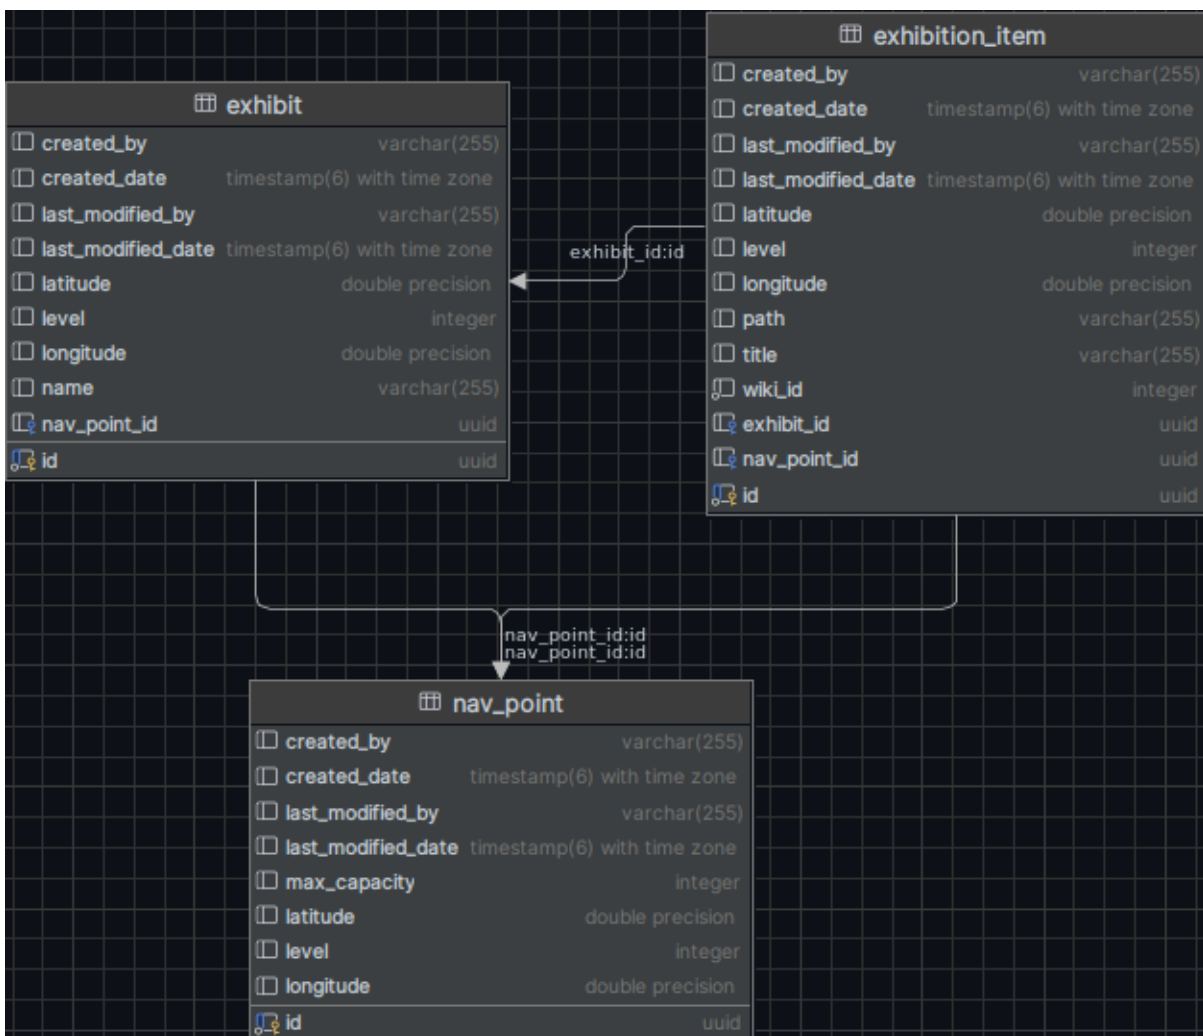 exhibit
created_by varchar(255)
created_date timestamp(6) with time zone
last_modified_by varchar(255)
last_modified_date timestamp(6) with time zone
latitude double precision
level integer
longitude double precision
name varchar(255)
nav_point_id uuid
id uuid
exhibit_id:id
exhibition_item
created_by varchar(255)
created_date timestamp(6) with time zone
last_modified_by varchar(255)
last_modified_date timestamp(6) with time zone
latitude double precision
level integer
longitude double precision
path varchar(255)
title varchar(255)
wiki_id integer
exhibit_id uuid
nav_point_id uuid
id uuid
nav_point_id:id
nav_point_id:id
nav_point
created_by varchar(255)
created_date timestamp(6) with time zone
last_modified_by varchar(255)
last_modified_date timestamp(6) with time zone
max_capacity integer
latitude double precision
level integer
longitude double precision
id uuid